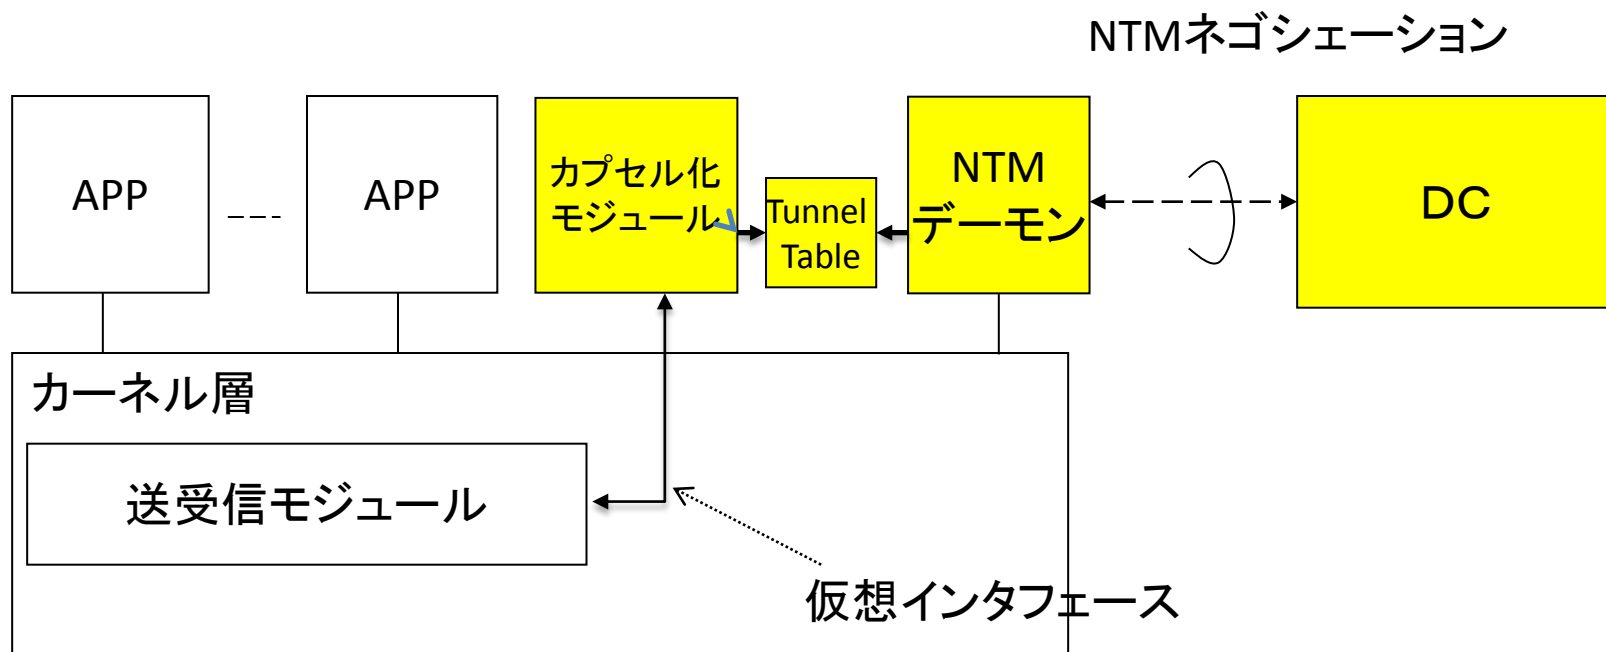 NTMネゴシェーション
APP
APP
カプセル化
モジュール
Tunnel
Table
NTM
デーモン
DC
カーネル層
送受信モジュール
仮想インタフェース